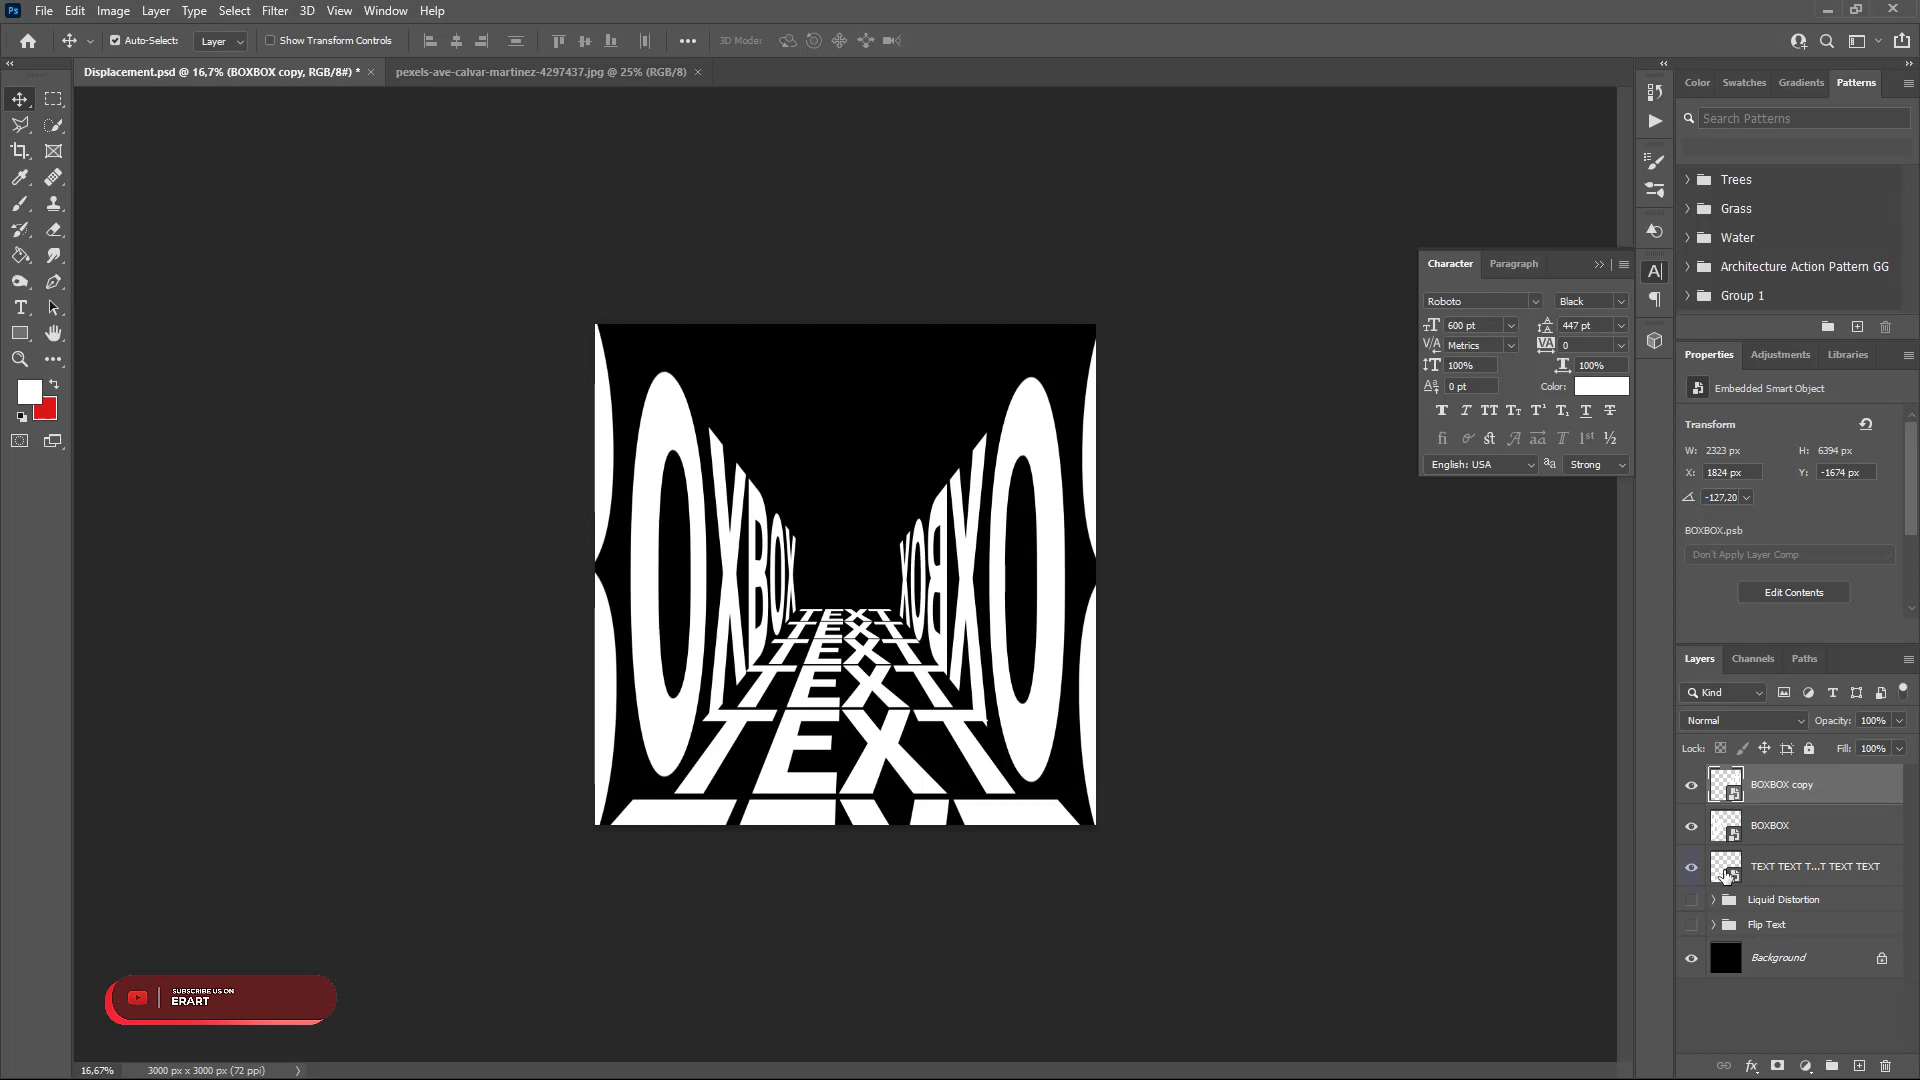 Ps File Edit Image Layer Type Select Filter 3D View Window Help
Auto-Select: Layer Show Transform Controls 3D Mode:
Displacement.psd @ 16,7% (BOXBOX copy, RGB/8#) * × pexels-ave-calvar-martinez-4297437.jpg @ 25% (RGB/8) ×
Color Swatches Gradients Patterns
Search Patterns
Trees
Grass
Water
Architecture Action Pattern GG
Group 1
Character Paragraph
Roboto Black
600 pt 447 pt
Metrics 0
100% 100%
0 pt Color:
English: USA Strong
Properties Adjustments Libraries
Embedded Smart Object
Transform
W: 2323 px H: 6394 px
X: 1824 px Y: -1674 px
-127,20
BOXBOX.psb
Don't Apply Layer Comp
Edit Contents
OXBOX
OXBOX
TEXT
TEXT
TEXT
TEXT
TEXT
Layers Channels Paths
Kind
Normal Opacity: 100%
Lock: Fill: 100%
BOXBOX copy
BOXBOX
TEXT TEXT T...T TEXT TEXT
Liquid Distortion
Flip Text
Background
SUBSCRIBE US ON
ERART
16,67% 3000 px x 3000 px (72 ppi)